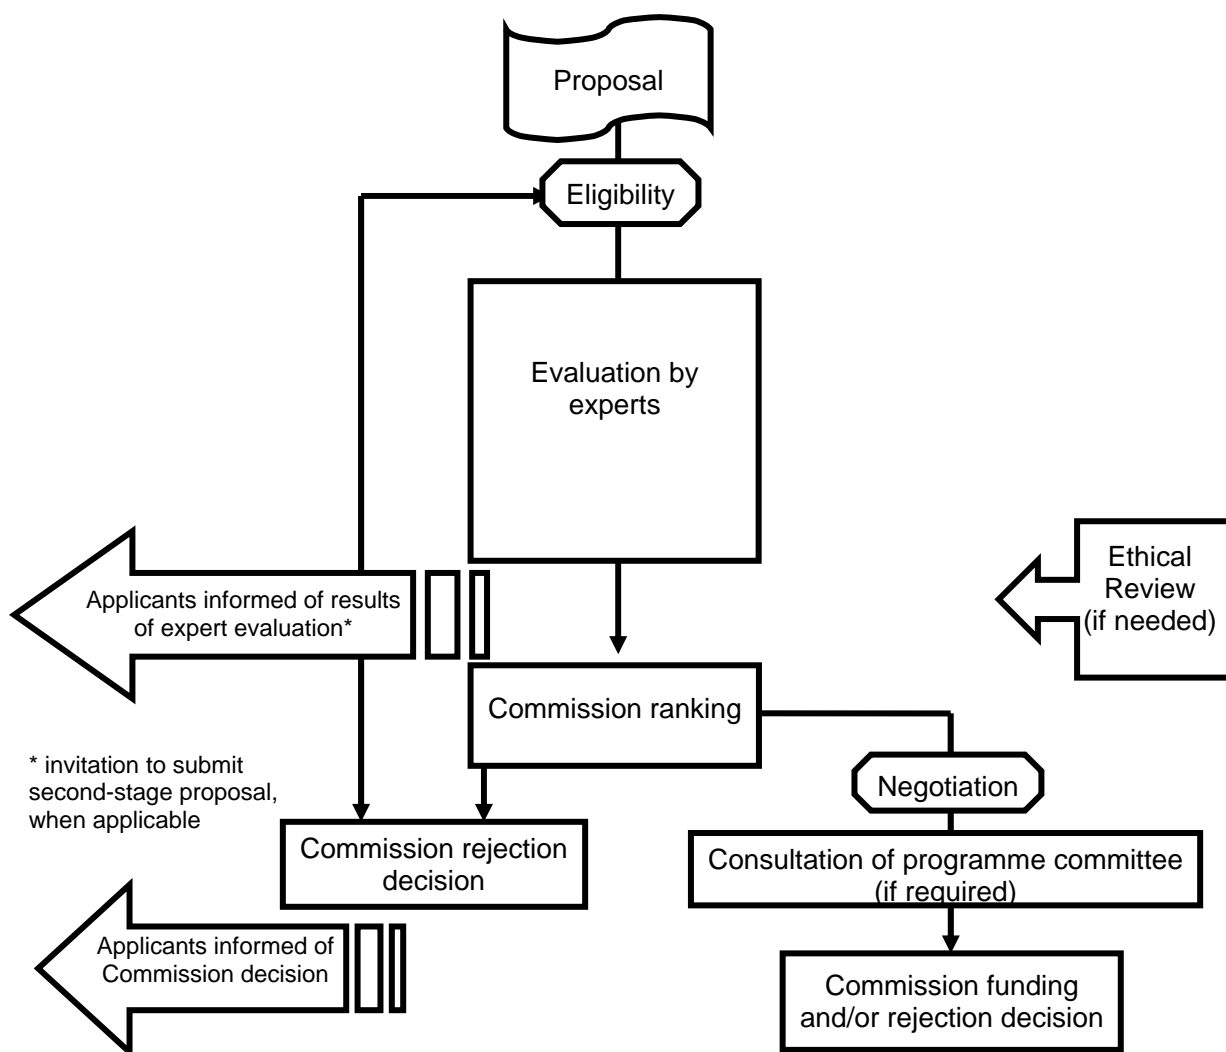 Proposal
Eligibility
Evaluation by
experts
Ethical
Review
(if needed)
Applicants informed of results
of expert evaluation*
Commission ranking
* invitation to submit
second-stage proposal,
when applicable
Negotiation
Commission rejection
decision
Consultation of programme committee
(if required)
Applicants informed of
Commission decision
Commission funding
and/or rejection decision